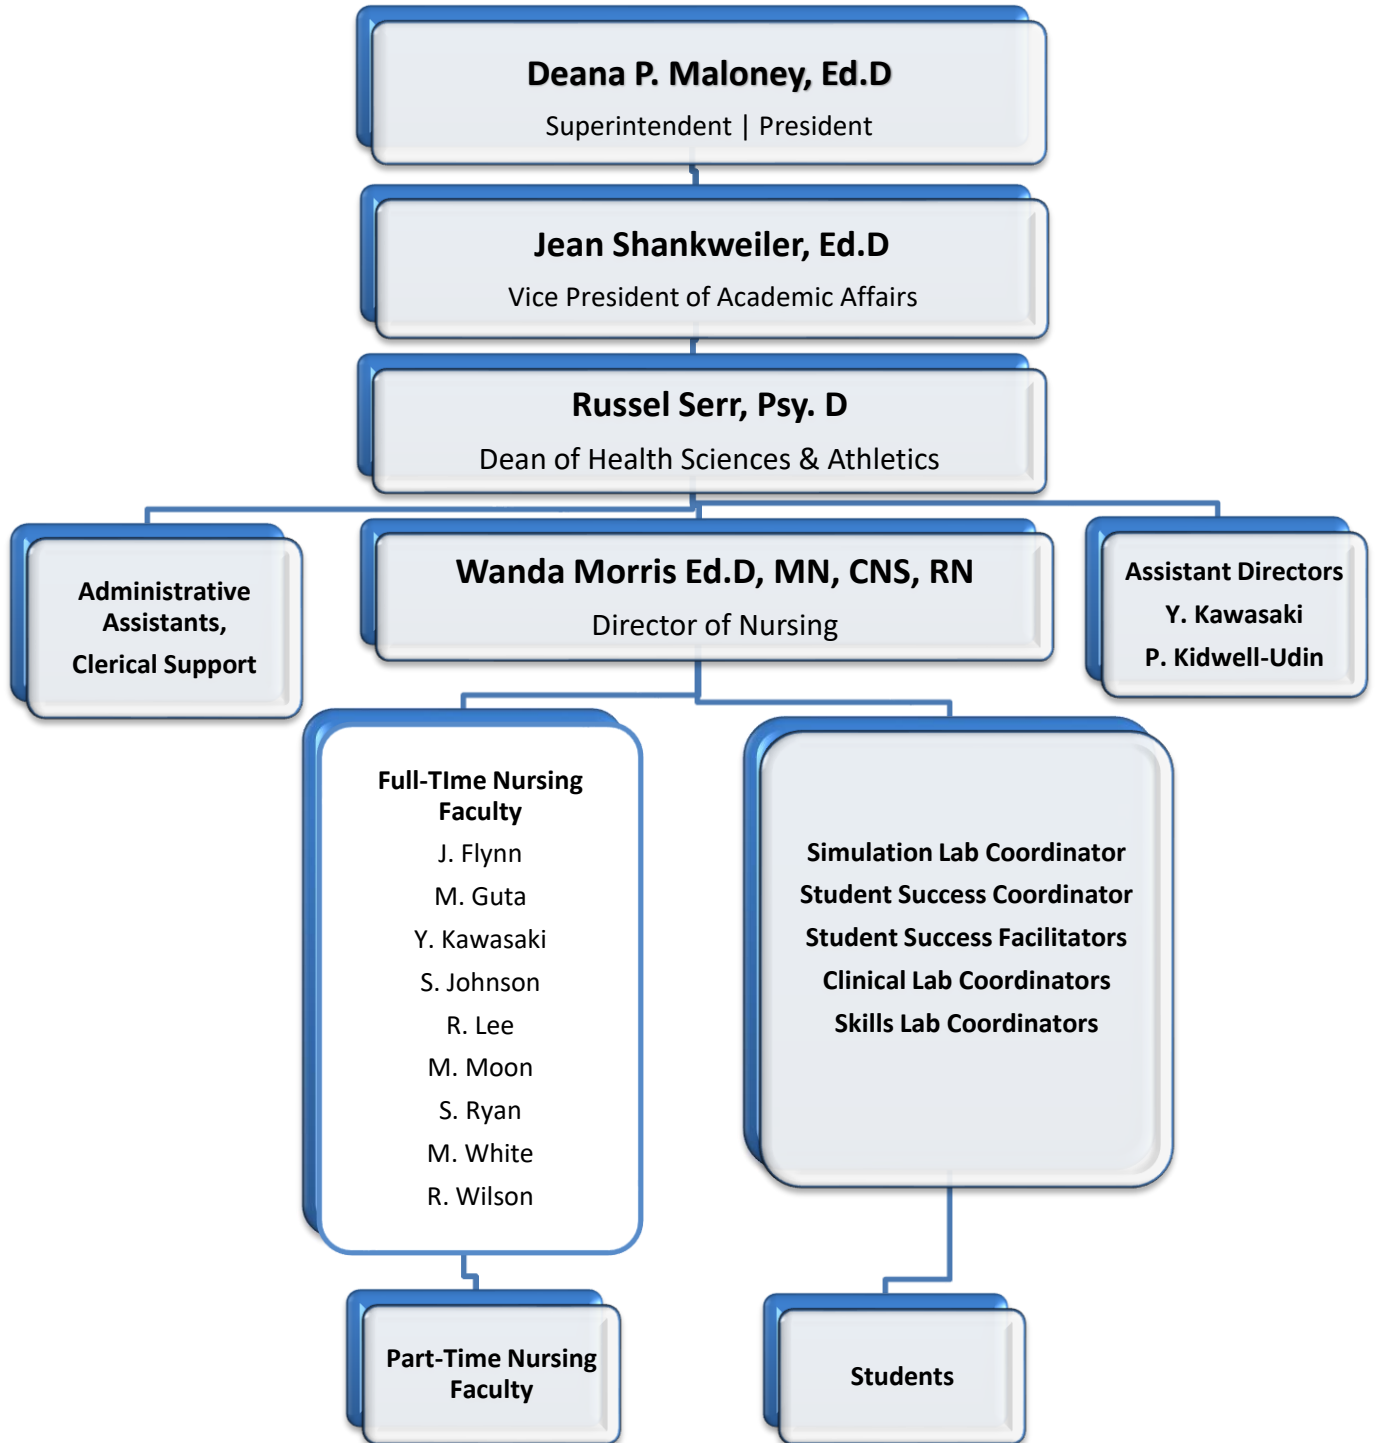 Deana P. Maloney, Ed.D
Superintendent | President
Jean Shankweiler, Ed.D
Vice President of Academic Affairs
Russel Serr, Psy. D
Dean of Health Sciences & Athletics
Administrative
Assistants,
Clerical Support
Wanda Morris Ed.D, MN, CNS, RN
Director of Nursing
Assistant Directors
Y. Kawasaki
P. Kidwell-Udin
Full-TIme Nursing
Faculty
J. Flynn
M. Guta
Y. Kawasaki
S. Johnson
R. Lee
M. Moon
S. Ryan
M. White
R. Wilson
Simulation Lab Coordinator
Student Success Coordinator
Student Success Facilitators
Clinical Lab Coordinators
Skills Lab Coordinators
Part-Time Nursing
Faculty
Students